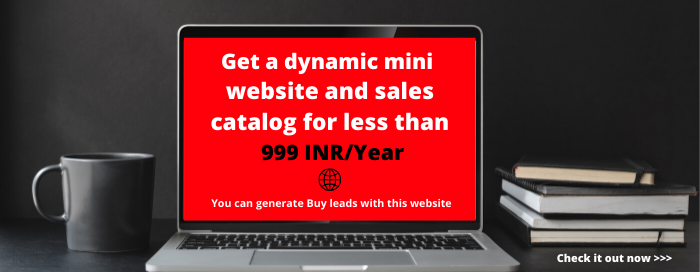 Get a dynamic mini
website and sales
catalog for less than
999 INR/Year
You can generate Buy leads with this website
Check it out now >>>